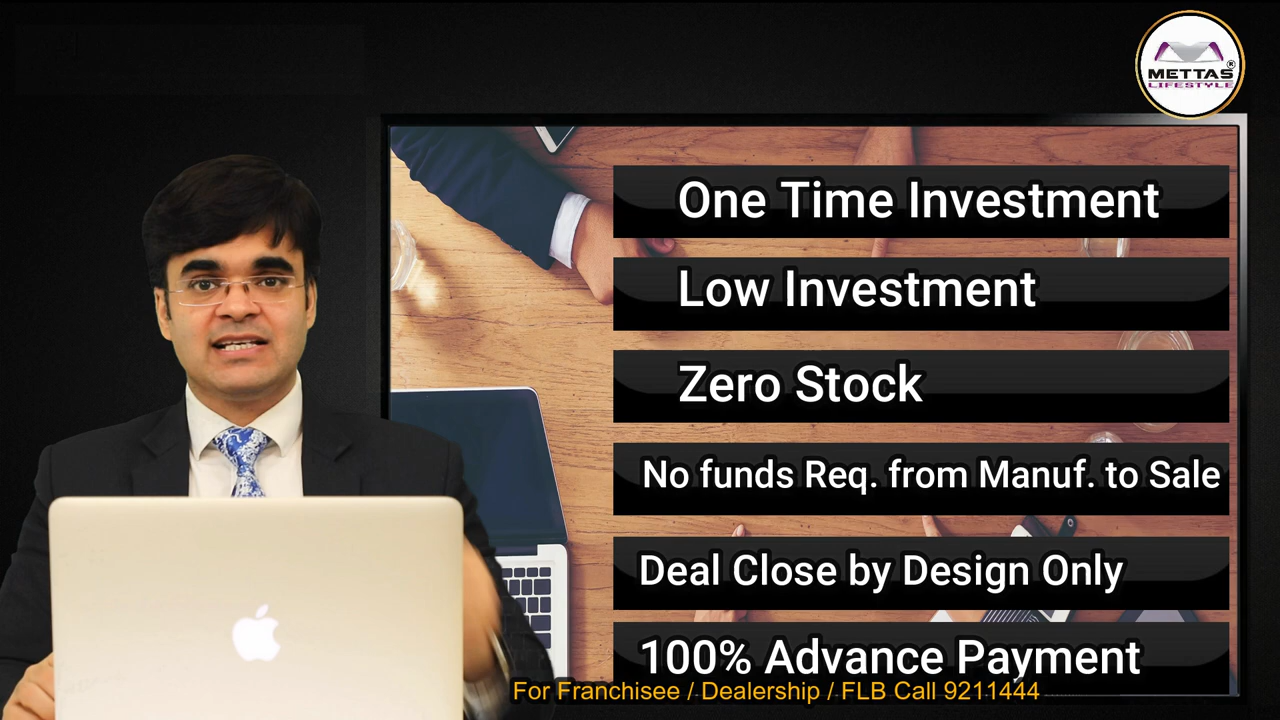 METTAS®
LIFESTYLE
One Time Investment
Low Investment
Zero Stock
No funds Req. from Manuf. to Sale
Deal Close by Design Only
100% Advance Payment
For Franchisee / Dealership / FLB Call 9211444